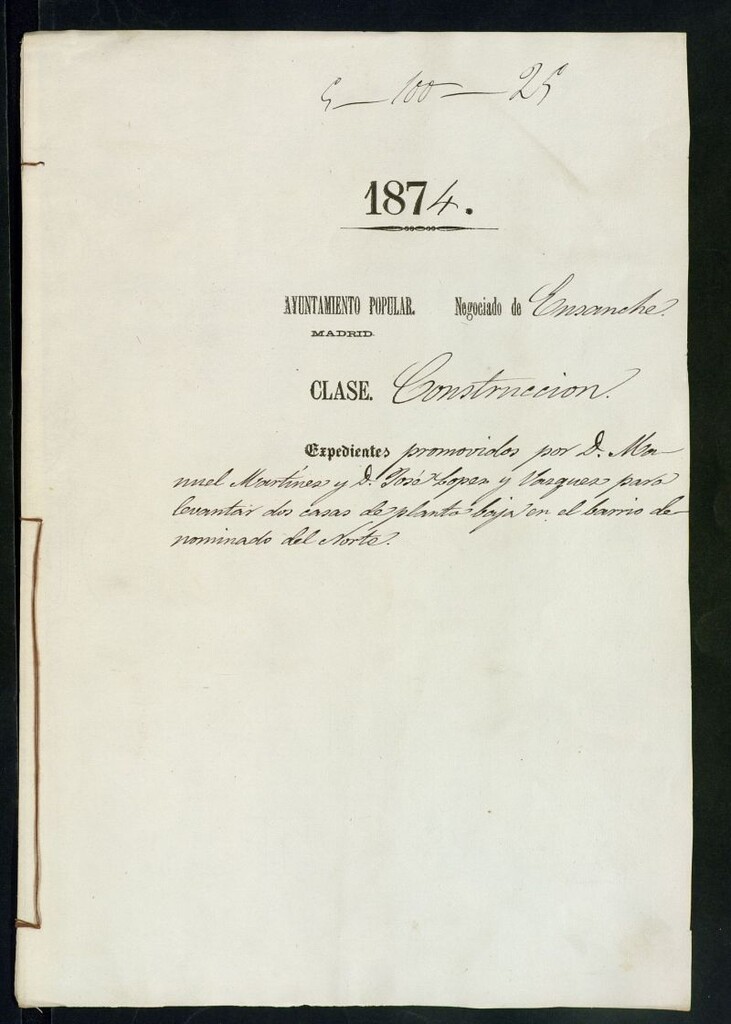 5 — 100 — 25
1874.
AYUNTAMIENTO POPULAR. Negociado de Ensanche.
MADRID
CLASE. Construccion.
Expedientes promovidos por D. Ma-
nuel Martinez y D. José Lopez y Vazquez para
levantar dos casas de planta baja en el barrio de-
nominado del Norte.